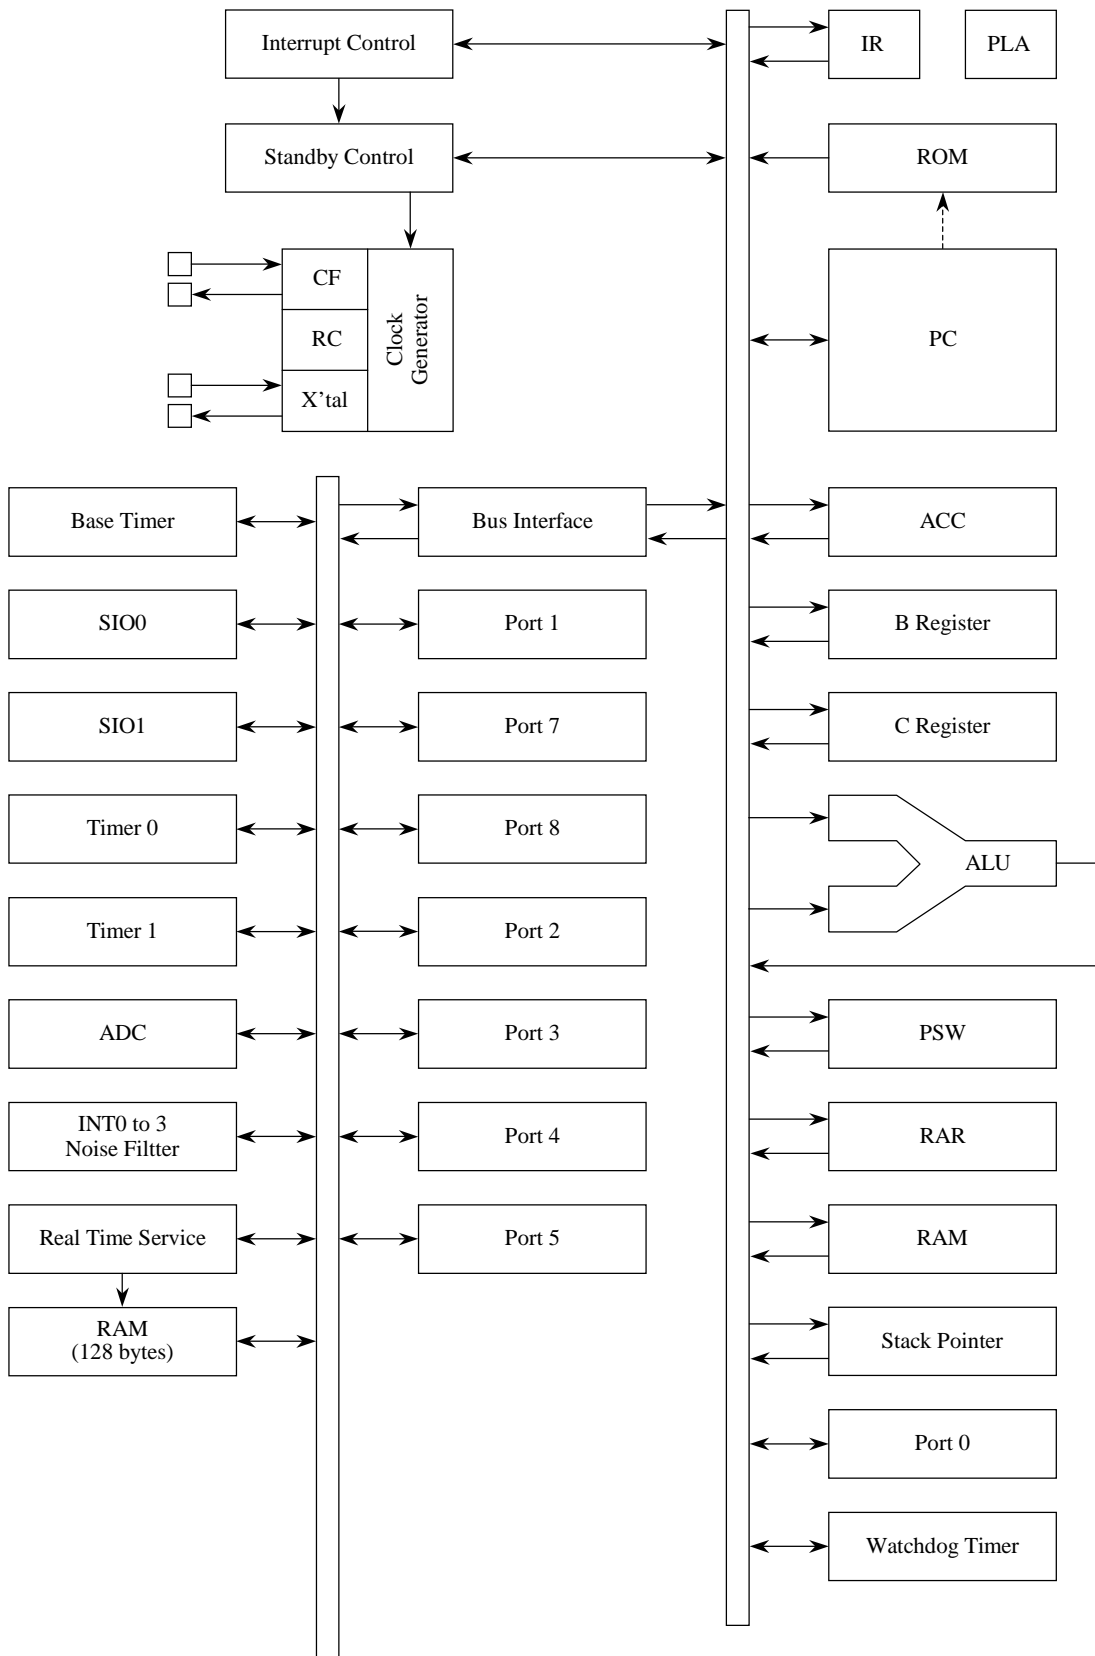 Interrupt Control
IR
PLA
Standby Control
ROM
CF
RC
X’tal
Clock
Generator
PC
Base Timer
Bus Interface
ACC
SIO0
Port 1
B Register
SIO1
Port 7
C Register
Timer 0
Port 8
ALU
Timer 1
Port 2
ADC
Port 3
PSW
INT0 to 3
Noise Filtter
Port 4
RAR
Real Time Service
Port 5
RAM
RAM
(128 bytes)
Stack Pointer
Port 0
Watchdog Timer